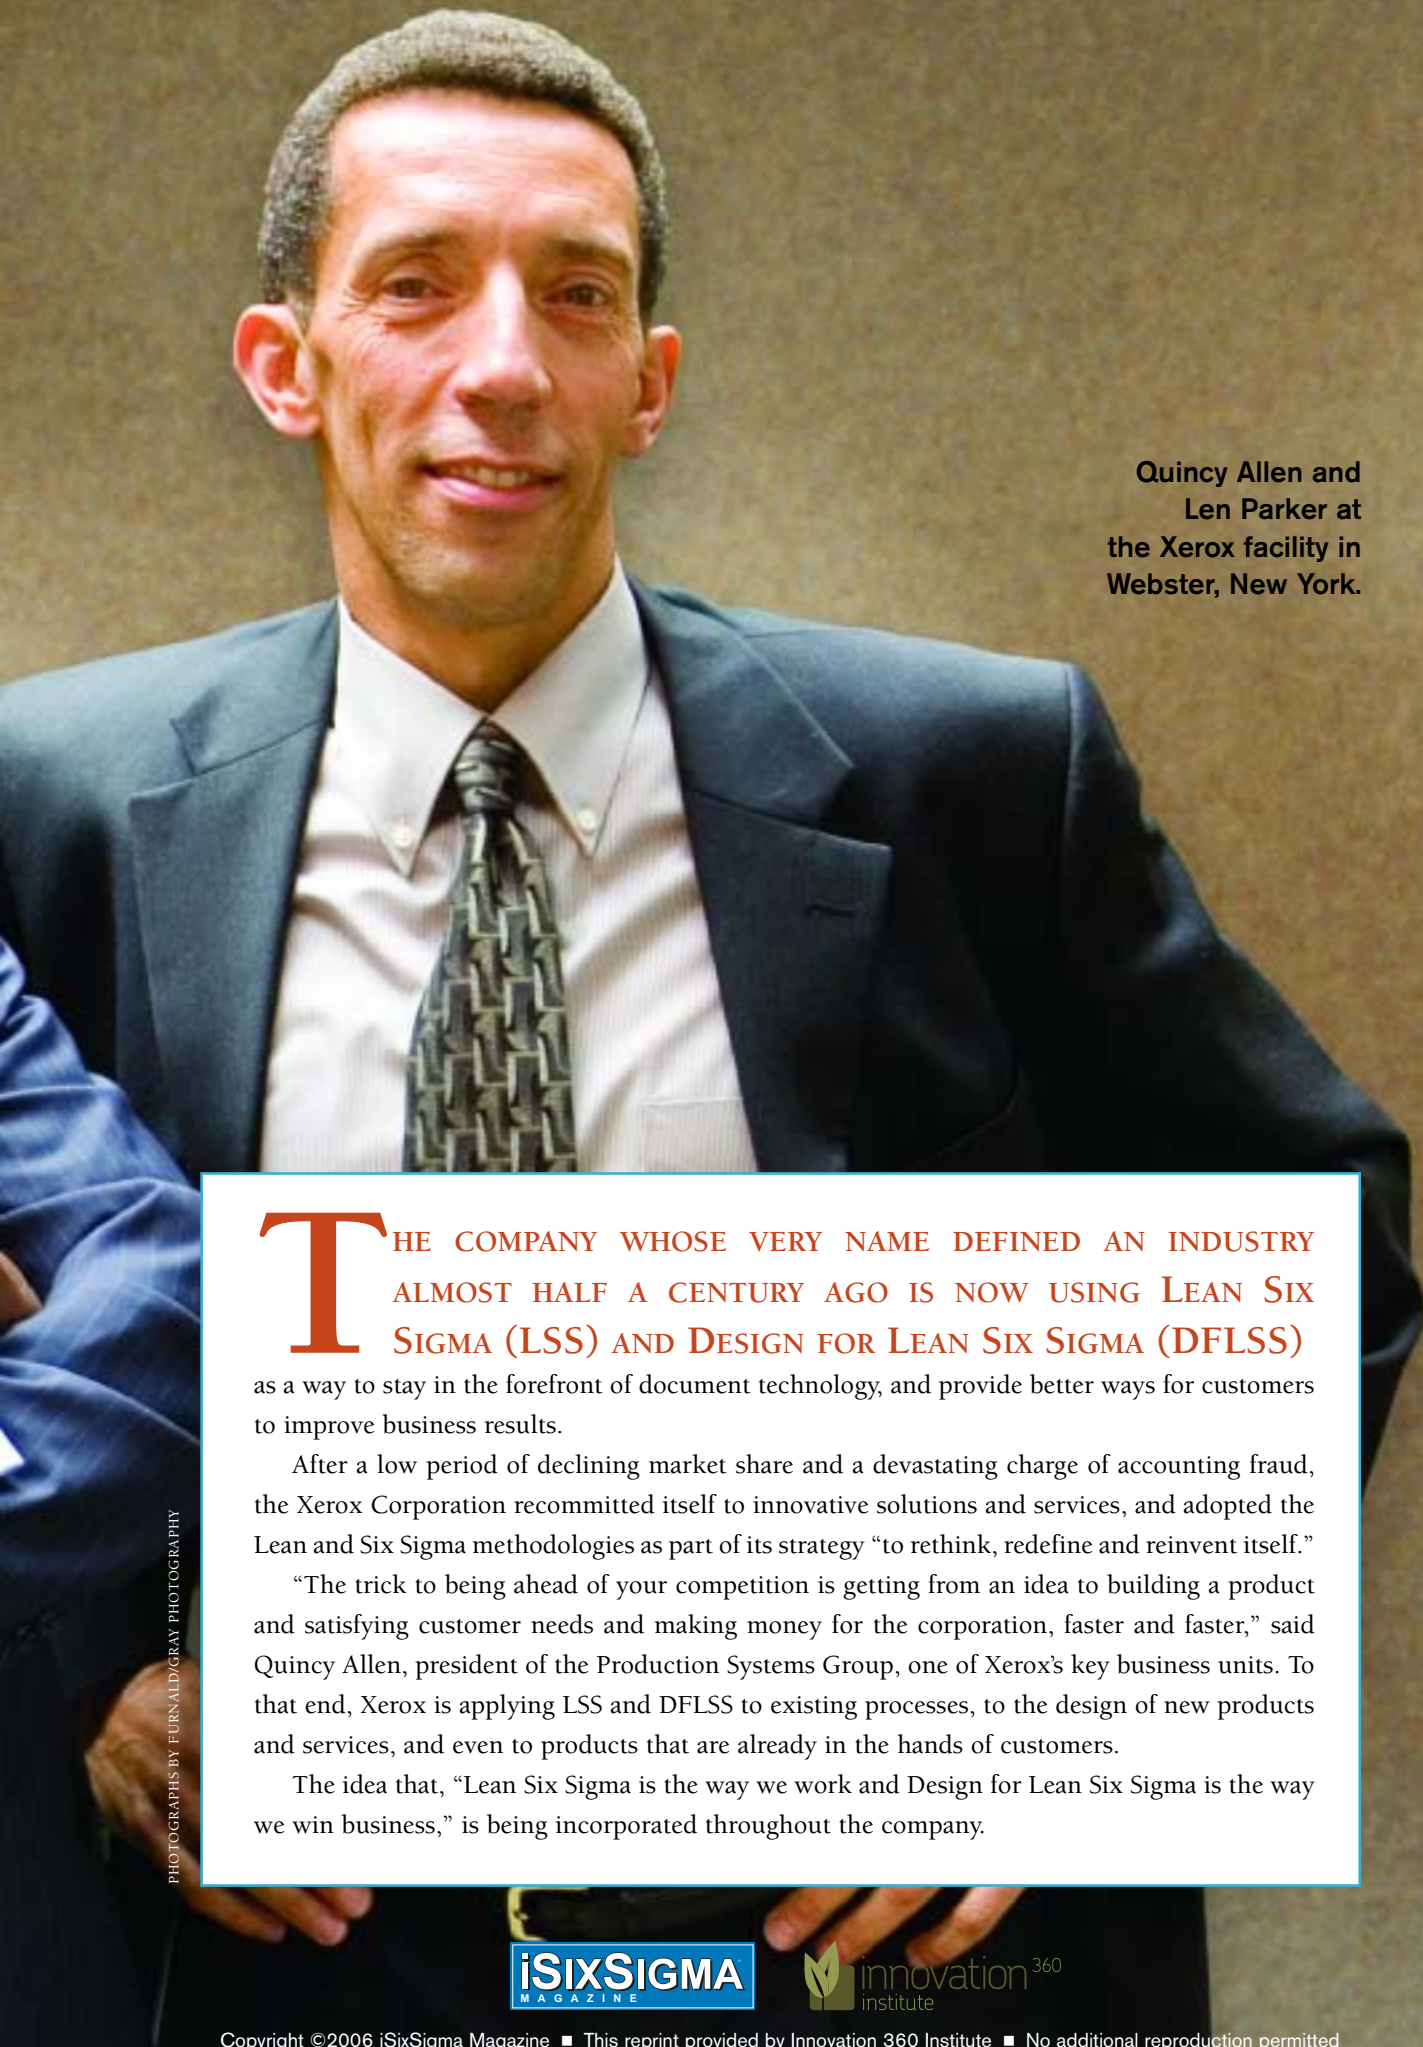 Quincy Allen and
Len Parker at
the Xerox facility in
Webster, New York.
THE COMPANY WHOSE VERY NAME DEFINED AN INDUSTRY
ALMOST HALF A CENTURY AGO IS NOW USING LEAN SIX
SIGMA (LSS) AND DESIGN FOR LEAN SIX SIGMA (DFLSS)
as a way to stay in the forefront of document technology, and provide better ways for customers
to improve business results.
After a low period of declining market share and a devastating charge of accounting fraud,
the Xerox Corporation recommitted itself to innovative solutions and services, and adopted the
Lean and Six Sigma methodologies as part of its strategy “to rethink, redefine and reinvent itself.”
“The trick to being ahead of your competition is getting from an idea to building a product
and satisfying customer needs and making money for the corporation, faster and faster,” said
Quincy Allen, president of the Production Systems Group, one of Xerox’s key business units. To
that end, Xerox is applying LSS and DFLSS to existing processes, to the design of new products
and services, and even to products that are already in the hands of customers.
The idea that, “Lean Six Sigma is the way we work and Design for Lean Six Sigma is the way
we win business,” is being incorporated throughout the company.
PHOTOGRAPHS BY FURNALD/GRAY PHOTOGRAPHY
iSIXSIGMA
MAGAZINE
innovation 360
institute
Copyright ©2006 iSixSigma Magazine ■ This reprint provided by Innovation 360 Institute ■ No additional reproduction permitted